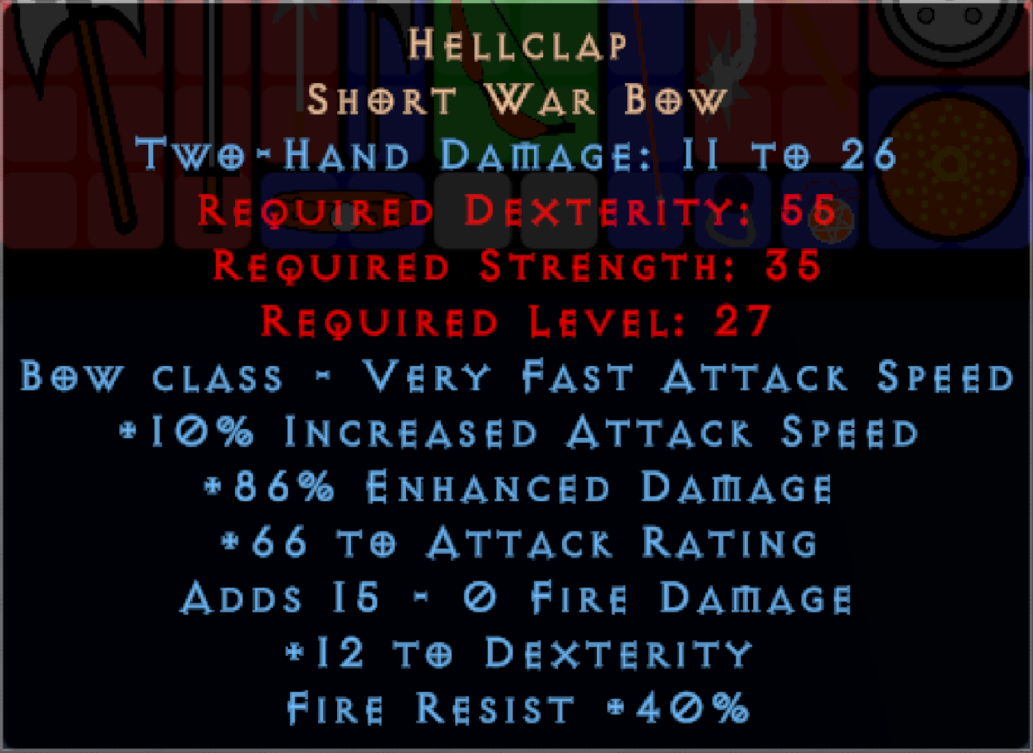 Hellclap
Short War Bow
Two-Hand Damage: 11 to 26
Required Dexterity: 55
Required Strength: 35
Required Level: 27
Bow class - Very Fast Attack Speed
+10% Increased Attack Speed
+86% Enhanced Damage
+66 to Attack Rating
Adds 15 - 0 Fire Damage
+12 to Dexterity
Fire Resist +40%